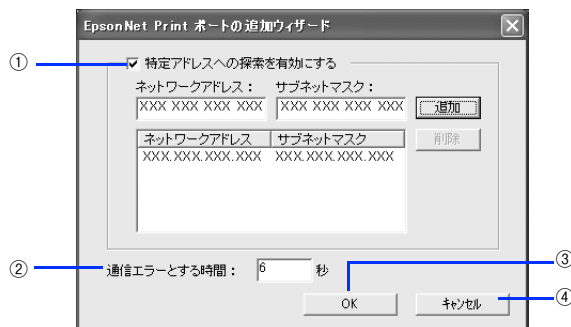 EpsonNet Print ポートの追加ウィザード
① 特定アドレスへの探索を有効にする
ネットワークアドレス： サブネットマスク：
XXX XXX XXX XXX XXX XXX XXX XXX 追加
ネットワークアドレス サブネットマスク 削除
XXX.XXX.XXX.XXX XXX.XXX.XXX.XXX
② 通信エラーとする時間： 6 秒
③
OK キャンセル ④